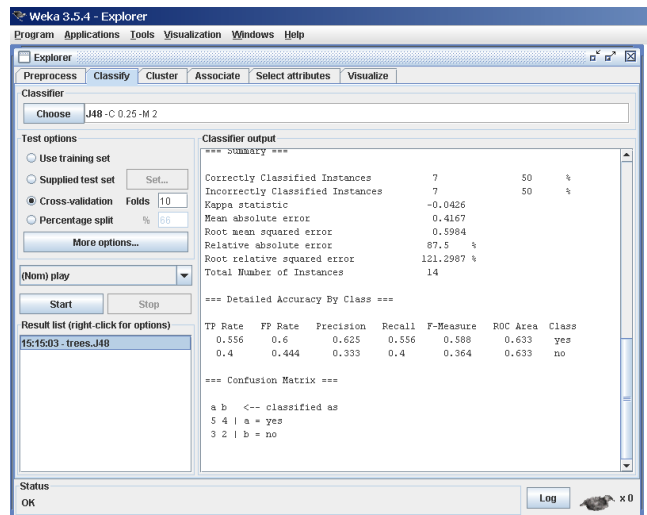 Weka 3.5.4 - Explorer
Program Applications Tools Visualization Windows Help
Explorer
Preprocess Classify Cluster Associate Select attributes Visualize
Classifier
Choose J48 -C 0.25 -M 2
Test options
Use training set
Supplied test set Set...
Cross-validation Folds 10
Percentage split % 66
More options...
(Nom) play
Start Stop
Result list (right-click for options)
15:15:03 - trees.J48
Classifier output
=== Summary ===
Correctly Classified Instances 7 50 %
Incorrectly Classified Instances 7 50 %
Kappa statistic -0.0426
Mean absolute error 0.4167
Root mean squared error 0.5984
Relative absolute error 87.5 %
Root relative squared error 121.2987 %
Total Number of Instances 14
=== Detailed Accuracy By Class ===
TP Rate FP Rate Precision Recall F-Measure ROC Area Class
0.556 0.6 0.625 0.556 0.588 0.633 yes
0.4 0.444 0.333 0.4 0.364 0.633 no
=== Confusion Matrix ===
a b <-- classified as
5 4 | a = yes
3 2 | b = no
Status
OK
Log
x 0